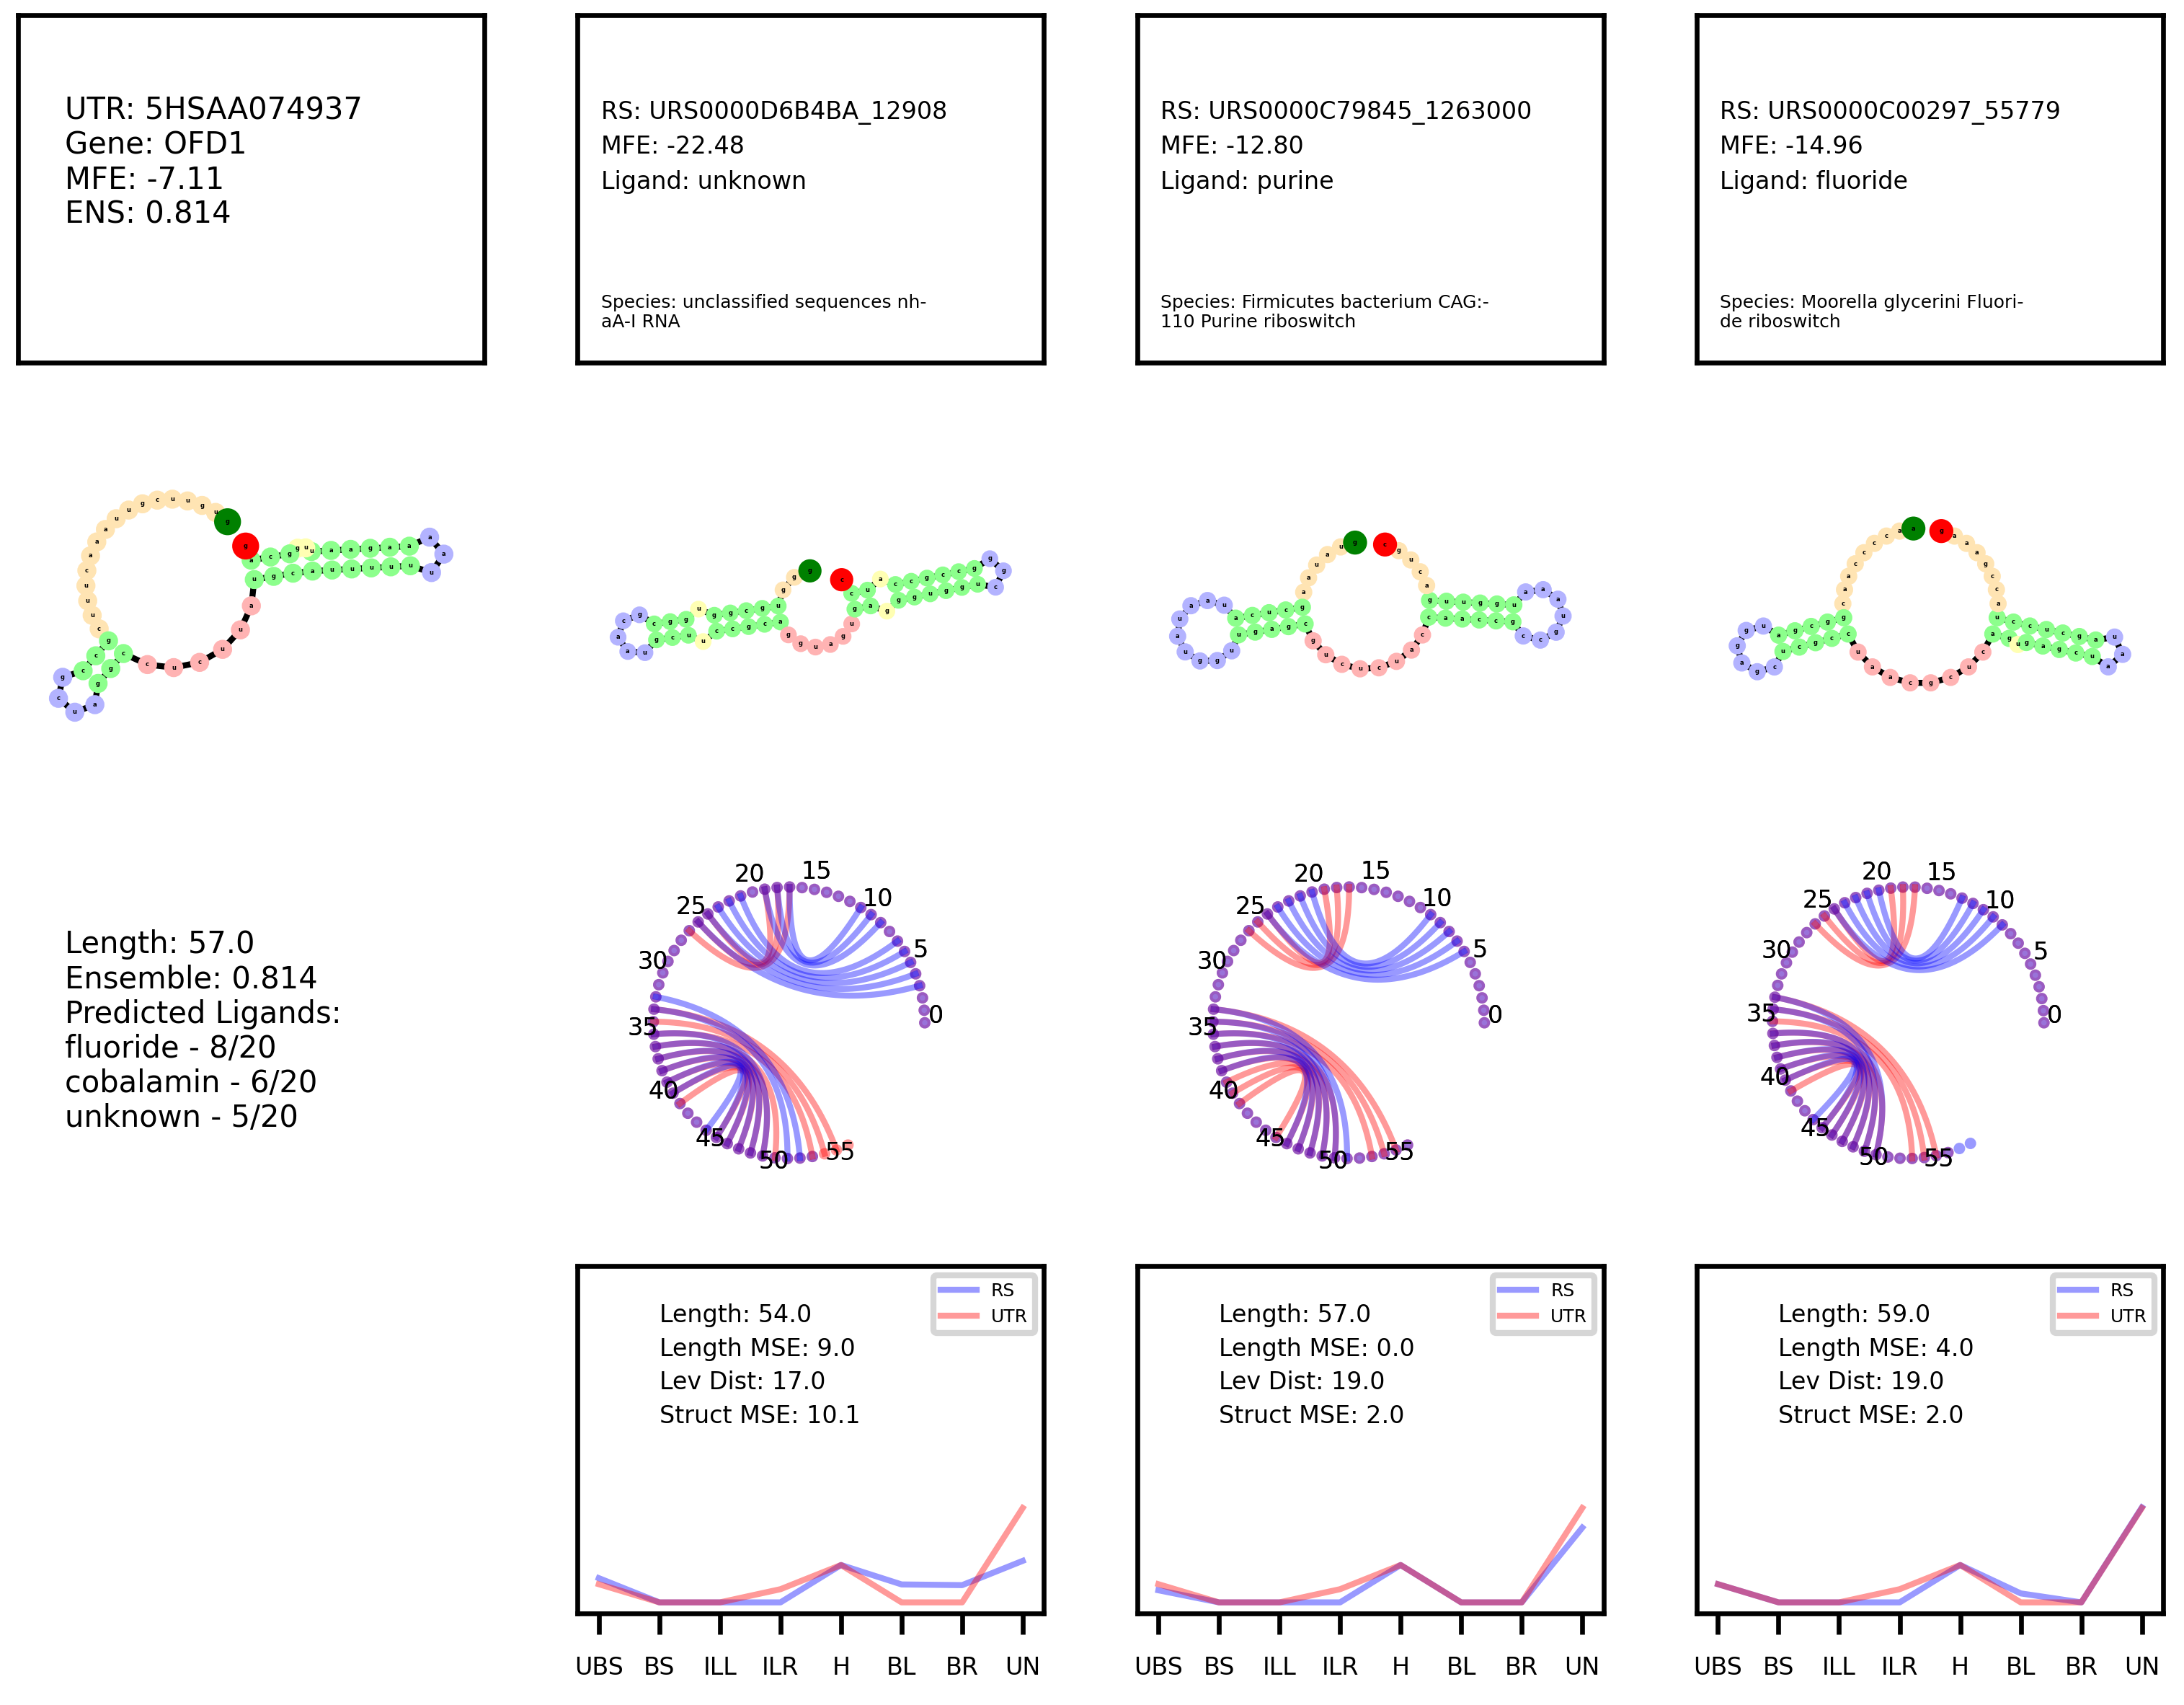 UTR: 5HSAA074937
Gene: OFD1
MFE: -7.11
ENS: 0.814
RS: URS0000D6B4BA_12908
MFE: -22.48
Ligand: unknown
Species: unclassified sequences nh-
aA-I RNA
RS: URS0000C79845_1263000
MFE: -12.80
Ligand: purine
Species: Firmicutes bacterium CAG:-
110 Purine riboswitch
RS: URS0000C00297_55779
MFE: -14.96
Ligand: fluoride
Species: Moorella glycerini Fluori-
de riboswitch
Length: 57.0
Ensemble: 0.814
Predicted Ligands:
fluoride - 8/20
cobalamin - 6/20
unknown - 5/20
0
5
10
15
20
25
30
35
40
45
50
55
0
5
10
15
20
25
30
35
40
45
50
55
0
5
10
15
20
25
30
35
40
45
50
55
RS
UTR
Length: 54.0
Length MSE: 9.0
Lev Dist: 17.0
Struct MSE: 10.1
UBS BS ILL ILR H BL BR UN
RS
UTR
Length: 57.0
Length MSE: 0.0
Lev Dist: 19.0
Struct MSE: 2.0
UBS BS ILL ILR H BL BR UN
RS
UTR
Length: 59.0
Length MSE: 4.0
Lev Dist: 19.0
Struct MSE: 2.0
UBS BS ILL ILR H BL BR UN